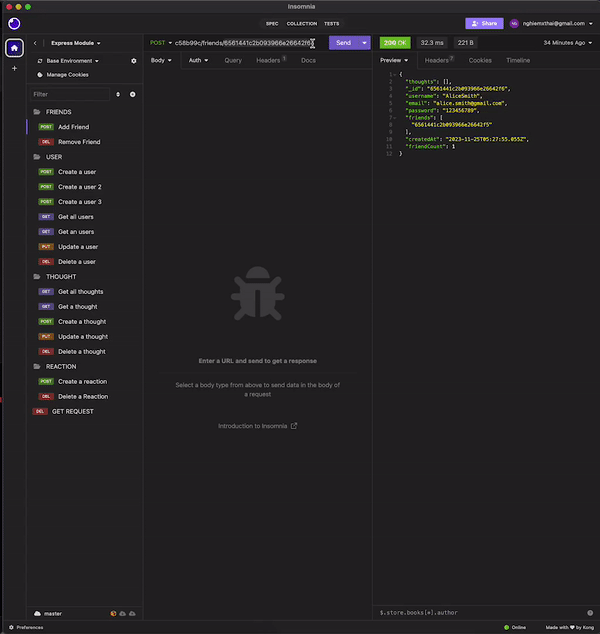 Insomnia
SPEC COLLECTION TESTS
Share nghiemxthai@gmail.com
Express Module
Base Environment
Manage Cookies
Filter
FRIENDS
POST Add Friend
DEL Remove Friend
USER
POST Create a user
POST Create a user 2
POST Create a user 3
GET Get all users
GET Get an users
PUT Update a user
DEL Delete a user
THOUGHT
GET Get all thoughts
GET Get a thought
POST Create a thought
PUT Update a thought
DEL Delete a thought
REACTION
POST Create a reaction
DEL Delete a Reaction
DEL GET REQUEST
master
Preferences
POST c58b99c/friends/6561441c2b093966e26642f6 Send
Body Auth Query Headers 1 Docs
Enter a URL and send to get a response
Select a body type from above to send data in the body of
a request
Introduction to Insomnia
200 OK 32.3 ms 221 B 34 Minutes Ago
Preview Headers 7 Cookies Timeline
1 {
2 "thoughts": [],
3 "_id": "6561441c2b093966e26642f6",
4 "username": "AliceSmith",
5 "email": "alice.smith@gmail.com",
6 "password": "123456789",
7 "friends": [
8 "6561441c2b093966e26642f5"
9 ],
10 "createdAt": "2023-11-25T05:27:55.055Z",
11 "friendCount": 1
12 }
$.store.books[*].author
Online Made with ♥ by Kong